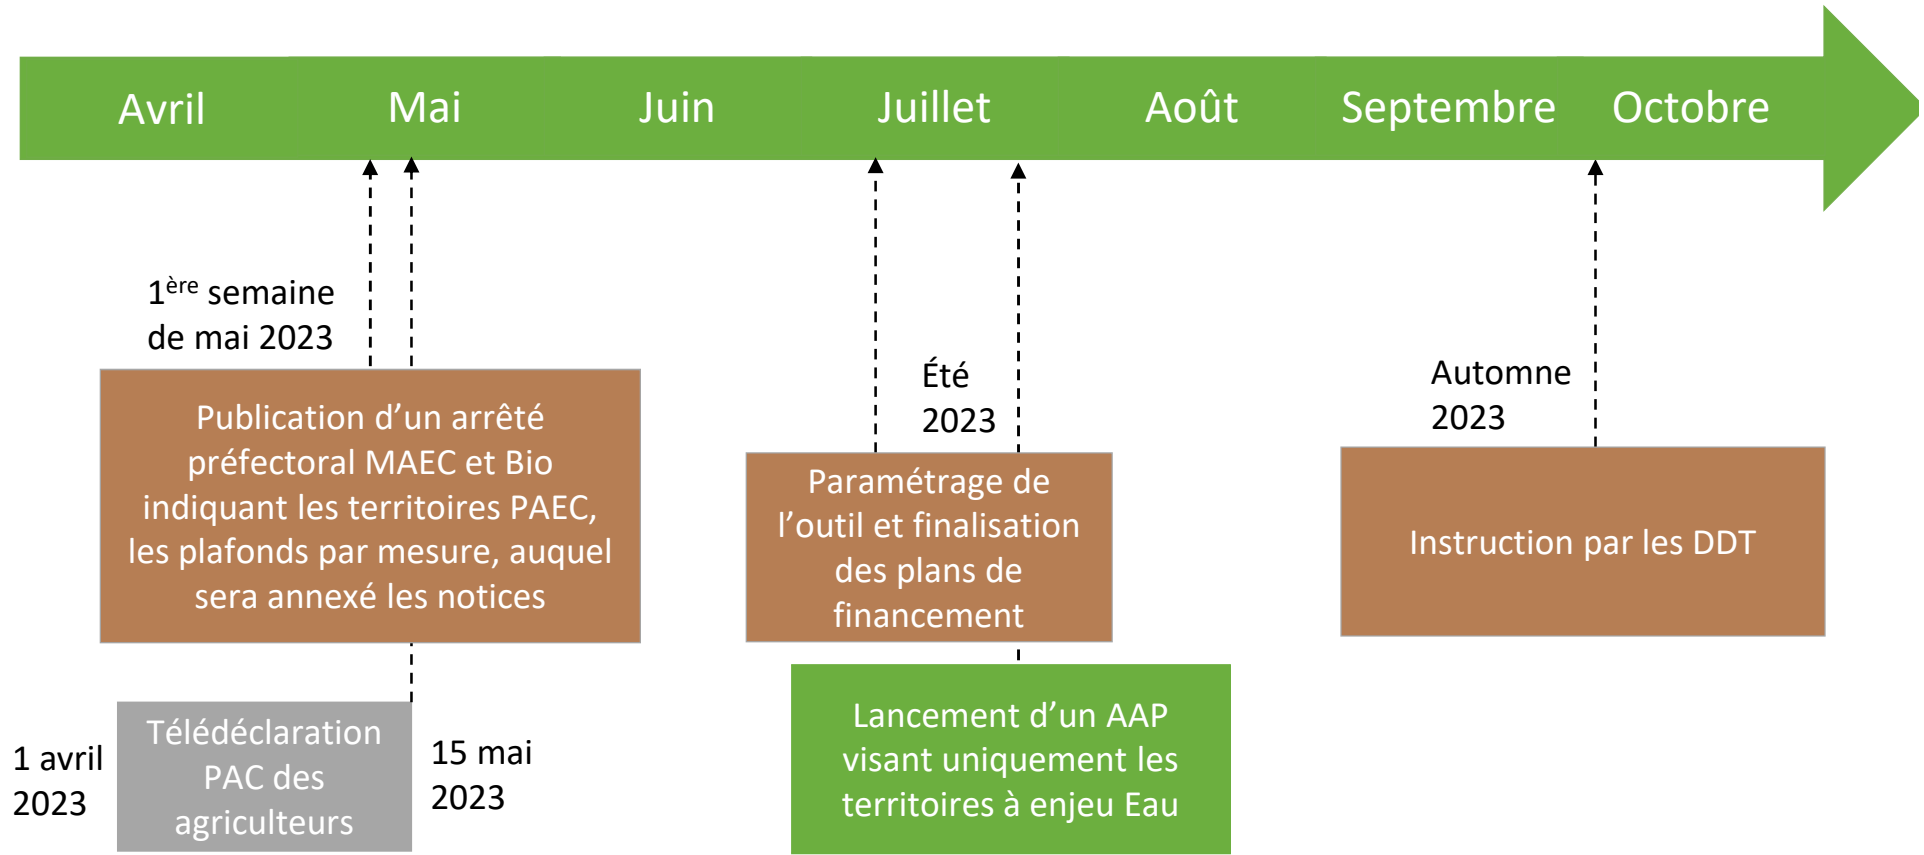 Avril Mai Juin Juillet Août Septembre Octobre
1ère semaine
de mai 2023
Publication d’un arrêté
préfectoral MAEC et Bio
indiquant les territoires PAEC,
les plafonds par mesure, auquel
sera annexé les notices
1 avril
2023
Télédéclaration
PAC des
agriculteurs
15 mai
2023
Été
2023
Paramétrage de
l’outil et finalisation
des plans de
financement
Lancement d’un AAP
visant uniquement les
territoires à enjeu Eau
Automne
2023
Instruction par les DDT